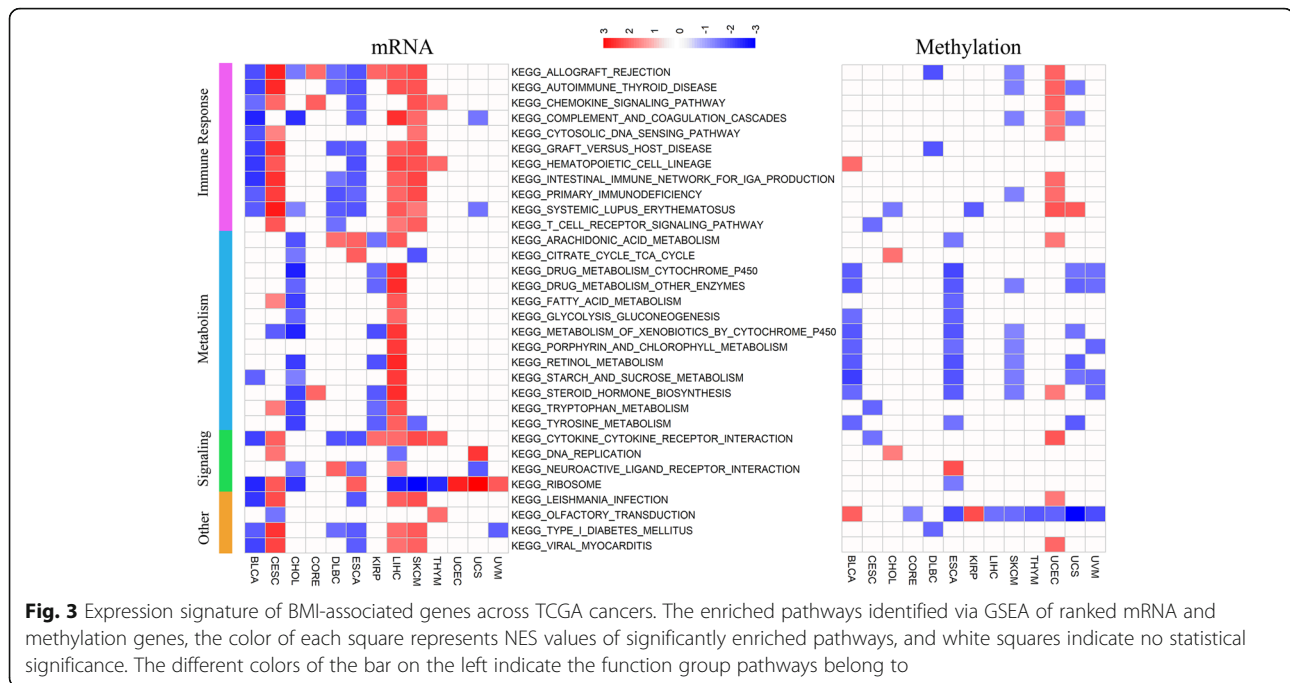 mRNA
3 2 1 0 -1 -2 -3
Methylation
Immune Response
Metabolism
Signaling
Other
KEGG_ALLOGRAFT_REJECTION
KEGG_AUTOIMMUNE_THYROID_DISEASE
KEGG_CHEMOKINE_SIGNALING_PATHWAY
KEGG_COMPLEMENT_AND_COAGULATION_CASCADES
KEGG_CYTOSOLIC_DNA_SENSING_PATHWAY
KEGG_GRAFT_VERSUS_HOST_DISEASE
KEGG_HEMATOPOIETIC_CELL_LINEAGE
KEGG_INTESTINAL_IMMUNE_NETWORK_FOR_IGA_PRODUCTION
KEGG_PRIMARY_IMMUNODEFICIENCY
KEGG_SYSTEMIC_LUPUS_ERYTHEMATOSUS
KEGG_T_CELL_RECEPTOR_SIGNALING_PATHWAY
KEGG_ARACHIDONIC_ACID_METABOLISM
KEGG_CITRATE_CYCLE_TCA_CYCLE
KEGG_DRUG_METABOLISM_CYTOCHROME_P450
KEGG_DRUG_METABOLISM_OTHER_ENZYMES
KEGG_FATTY_ACID_METABOLISM
KEGG_GLYCOLYSIS_GLUCONEOGENESIS
KEGG_METABOLISM_OF_XENOBIOTICS_BY_CYTOCHROME_P450
KEGG_PORPHYRIN_AND_CHLOROPHYLL_METABOLISM
KEGG_RETINOL_METABOLISM
KEGG_STARCH_AND_SUCROSE_METABOLISM
KEGG_STEROID_HORMONE_BIOSYNTHESIS
KEGG_TRYPTOPHAN_METABOLISM
KEGG_TYROSINE_METABOLISM
KEGG_CYTOKINE_CYTOKINE_RECEPTOR_INTERACTION
KEGG_DNA_REPLICATION
KEGG_NEUROACTIVE_LIGAND_RECEPTOR_INTERACTION
KEGG_RIBOSOME
KEGG_LEISHMANIA_INFECTION
KEGG_OLFACTORY_TRANSDUCTION
KEGG_TYPE_I_DIABETES_MELLITUS
KEGG_VIRAL_MYOCARDITIS
BLCA CESC CHOL CORE DLBC ESCA KIRP LIHC SKCM THYM UCEC UCS UVM
BLCA CESC CHOL CORE DLBC ESCA KIRP LIHC SKCM THYM UCEC UCS UVM
Fig. 3 Expression signature of BMI-associated genes across TCGA cancers. The enriched pathways identified via GSEA of ranked mRNA and
methylation genes, the color of each square represents NES values of significantly enriched pathways, and white squares indicate no statistical
significance. The different colors of the bar on the left indicate the function group pathways belong to